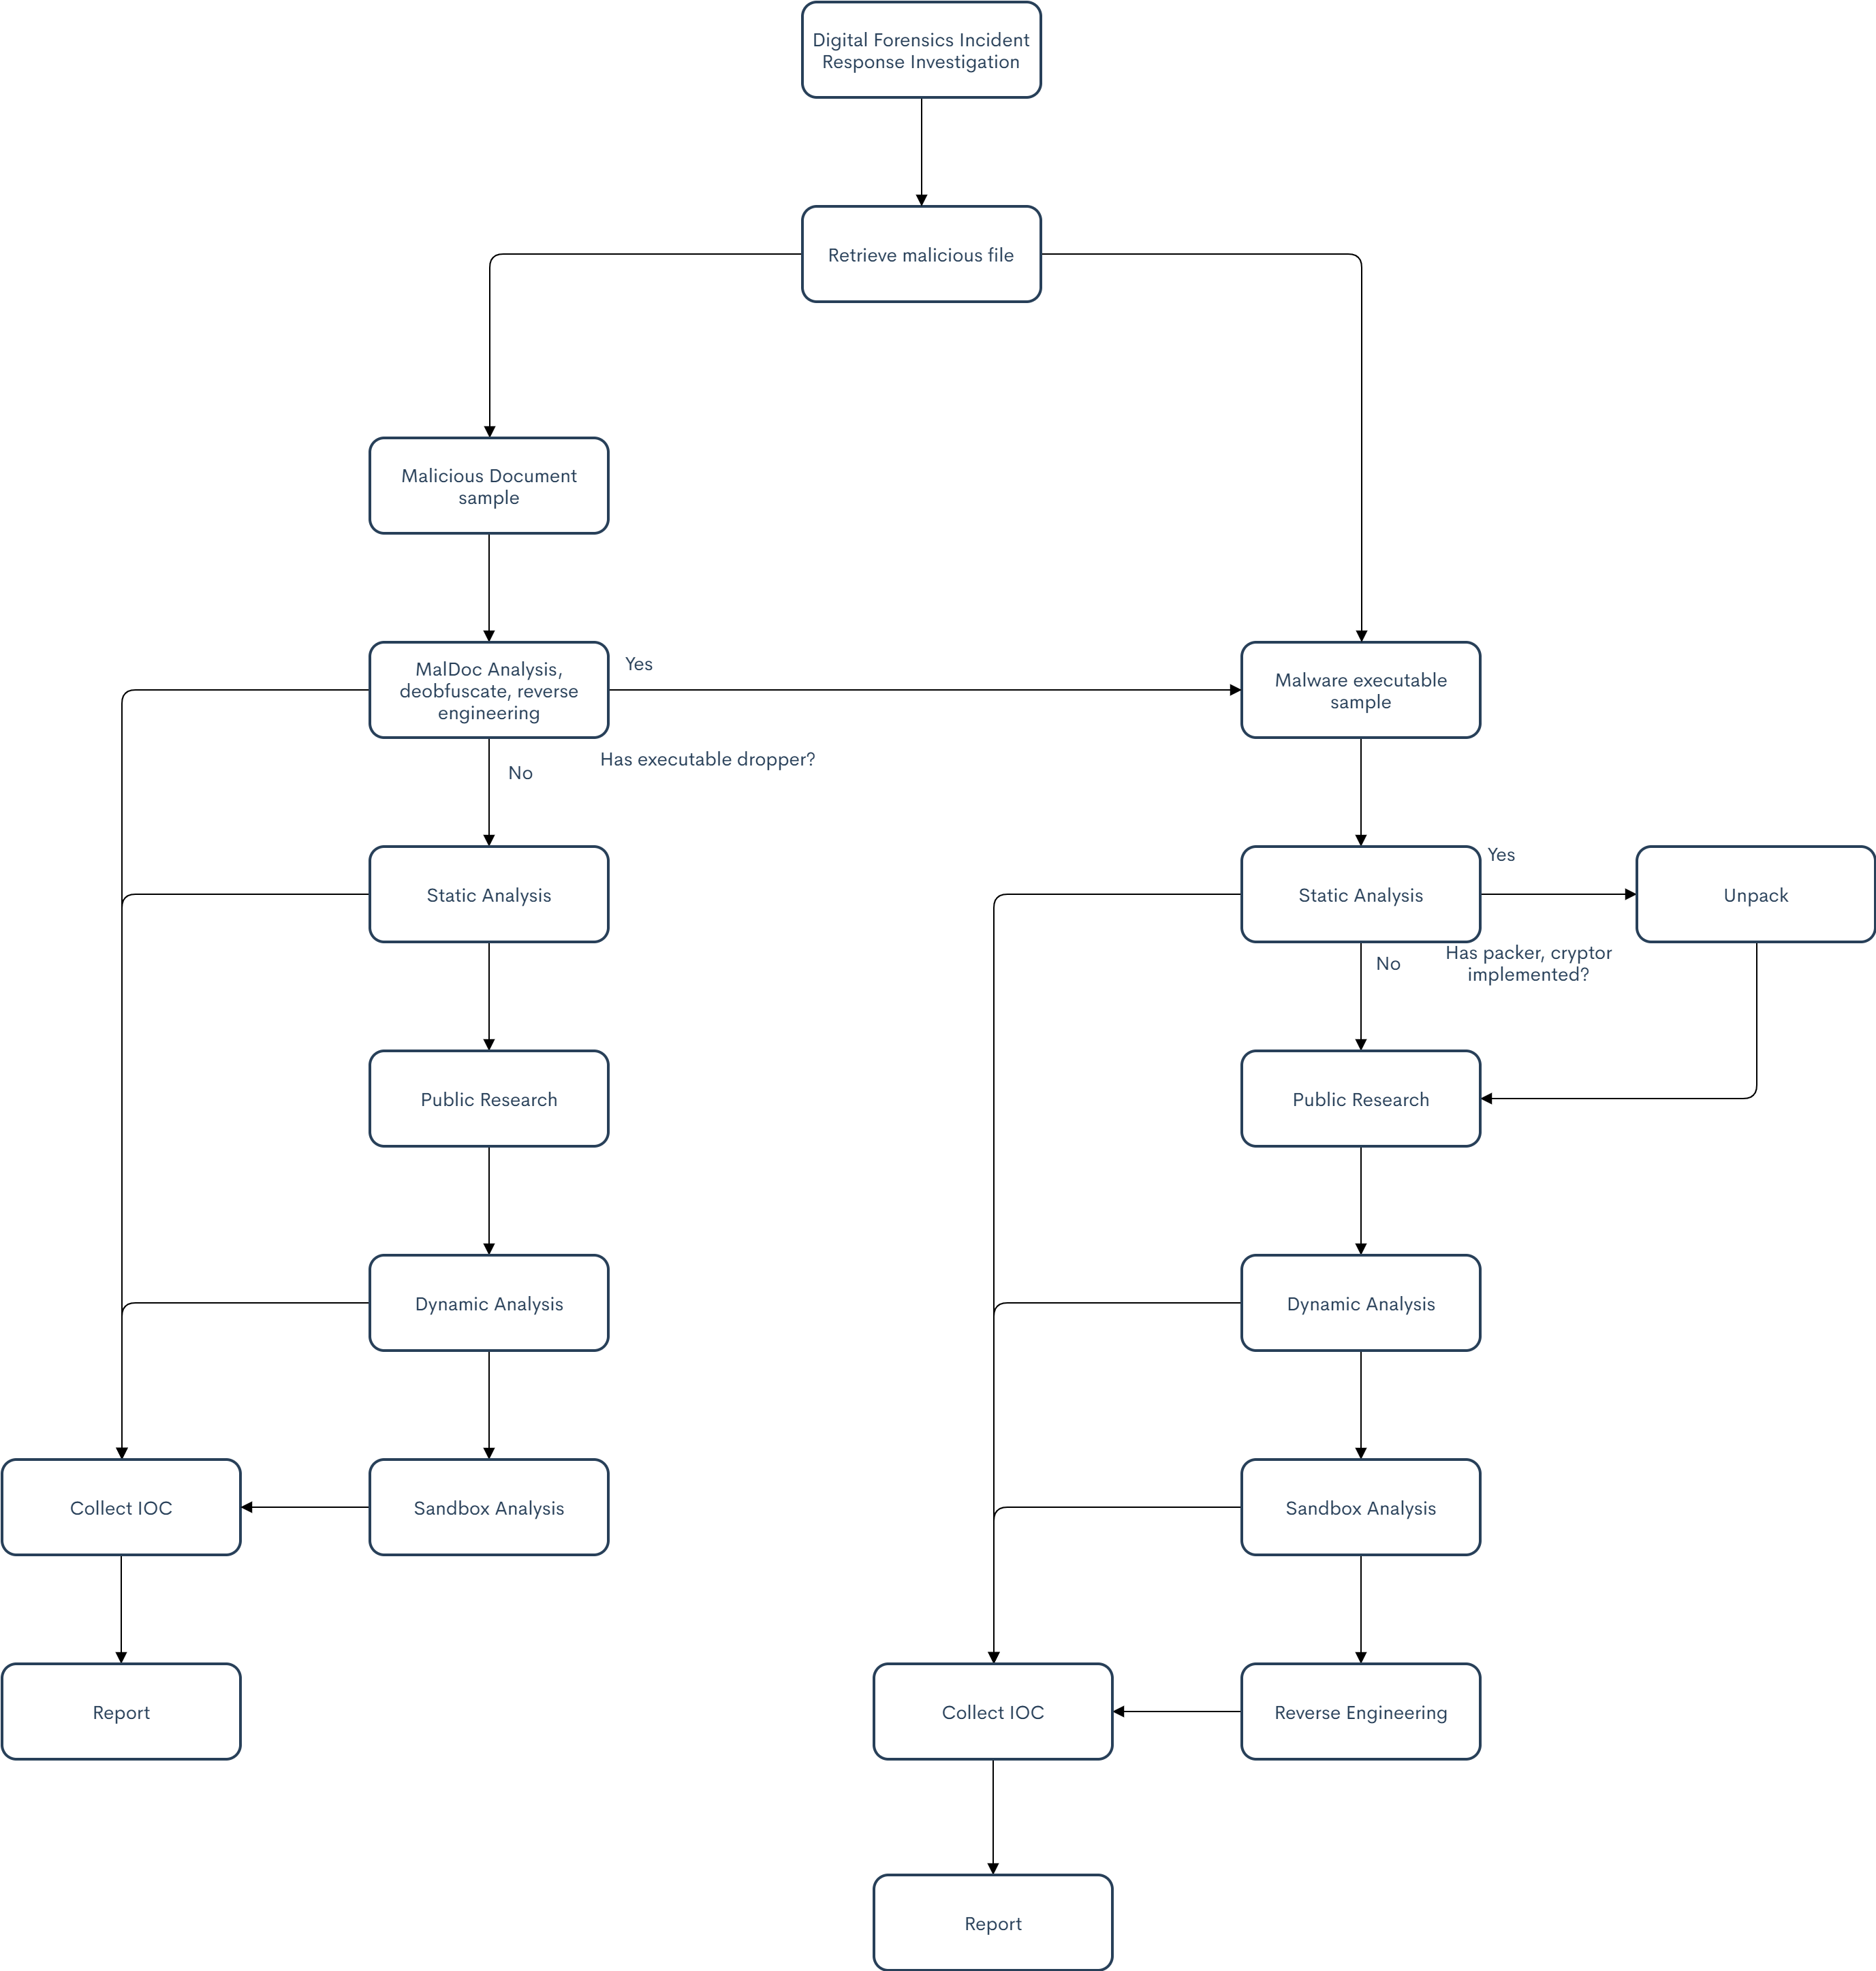 Digital Forensics Incident
Response Investigation
Retrieve malicious file
Malicious Document
sample
MalDoc Analysis,
deobfuscate, reverse
engineering
Yes
Malware executable
sample
Has executable dropper?
No
Static Analysis
Static Analysis
Yes
Unpack
No
Has packer, cryptor
implemented?
Public Research
Public Research
Dynamic Analysis
Dynamic Analysis
Collect IOC
Sandbox Analysis
Sandbox Analysis
Report
Collect IOC
Reverse Engineering
Report